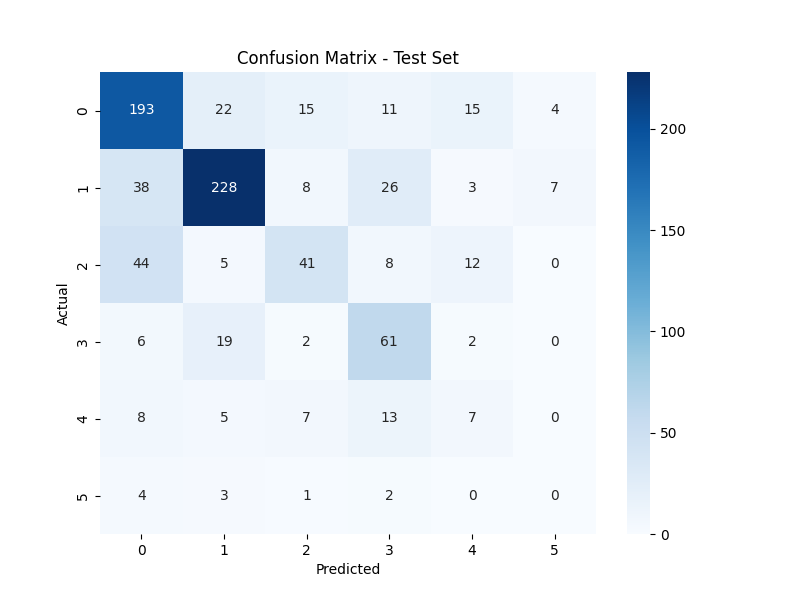 Confusion Matrix - Test Set
0 193 22 15 11 15 4
1 38 228 8 26 3 7
2 44 5 41 8 12 0
3 6 19 2 61 2 0
4 8 5 7 13 7 0
5 4 3 1 2 0 0
0 1 2 3 4 5
Predicted
Actual
200
150
100
50
0